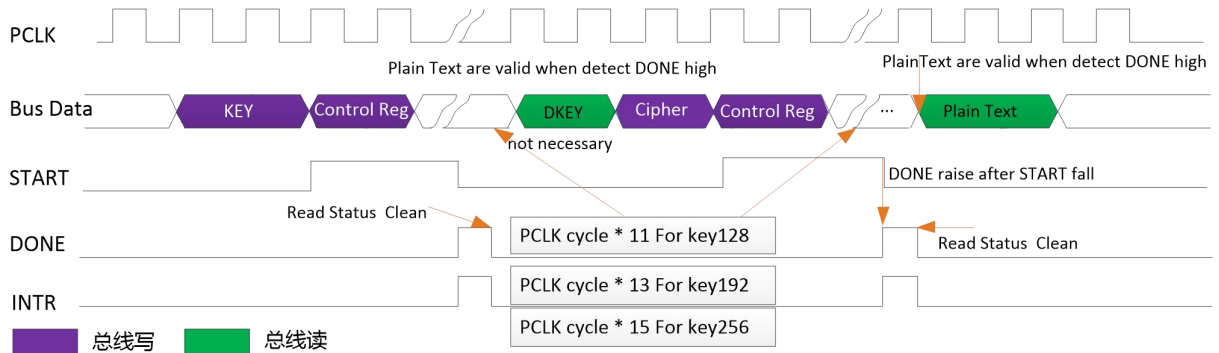 PCLK
Plain Text are valid when detect DONE high
PlainText are valid when detect DONE high
Bus Data
KEY
Control Reg
DKEY
Cipher
Control Reg
...
Plain Text
not necessary
START
DONE raise after START fall
Read Status Clean
DONE
PCLK cycle * 11 For key128
Read Status Clean
INTR
PCLK cycle * 13 For key192
PCLK cycle * 15 For key256
总线写
总线读